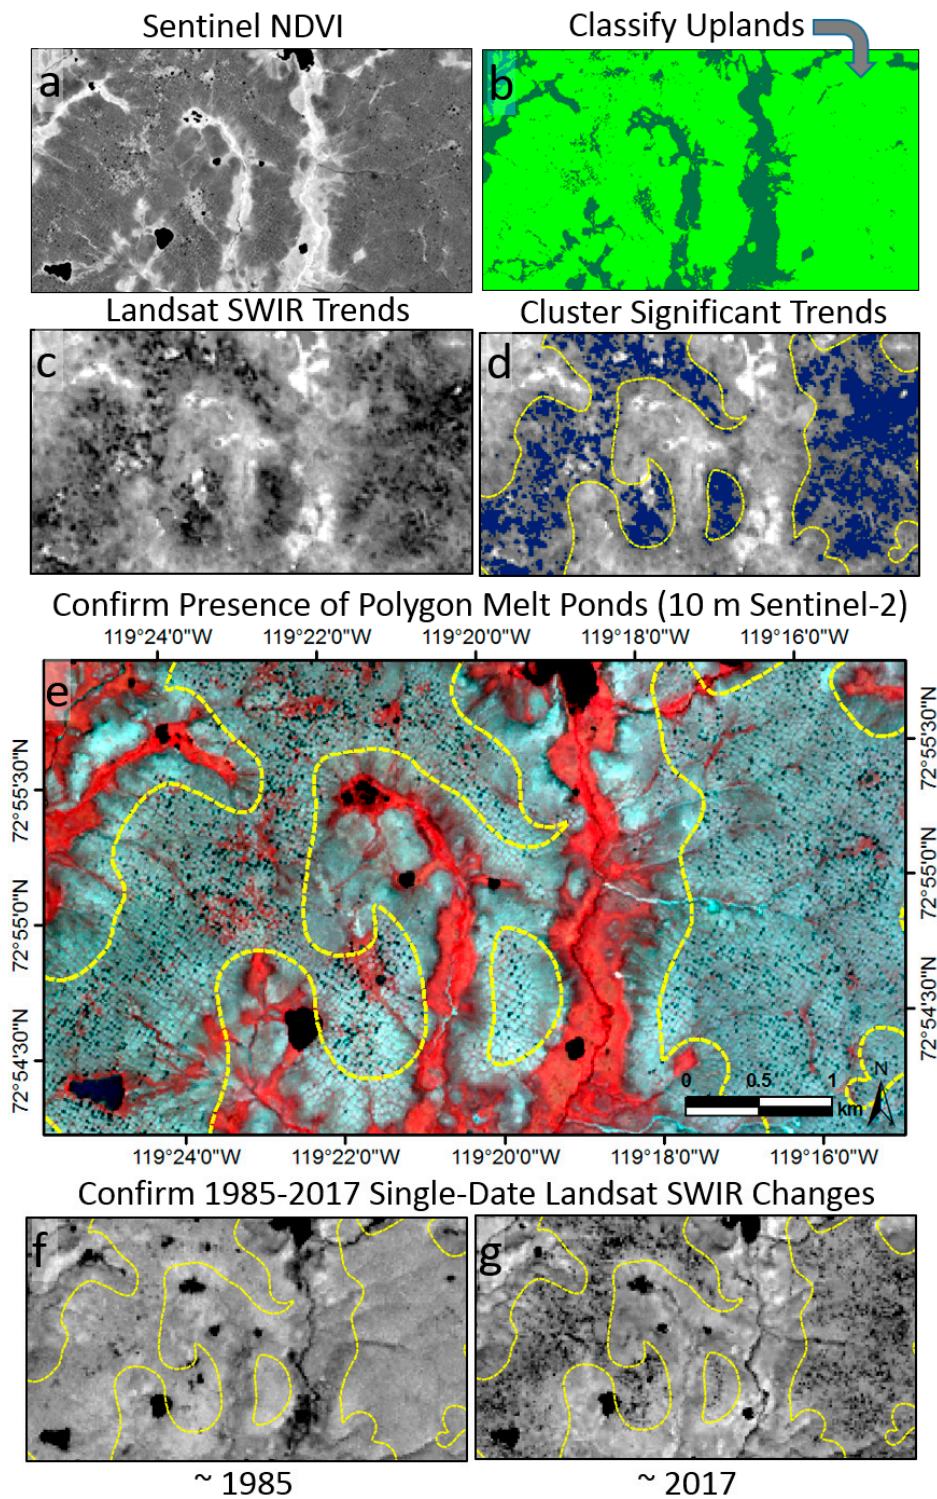 Sentinel NDVI
Classify Uplands
a
b
Landsat SWIR Trends
Cluster Significant Trends
c
d
Confirm Presence of Polygon Melt Ponds (10 m Sentinel-2)
119°24'0"W 119°22'0"W 119°20'0"W 119°18'0"W 119°16'0"W
e
72°55'30"N
72°55'0"N
72°54'30"N
72°55'30"N
72°55'0"N
72°54'30"N
N
0 0.5 1
km
119°24'0"W 119°22'0"W 119°20'0"W 119°18'0"W 119°16'0"W
Confirm 1985-2017 Single-Date Landsat SWIR Changes
f
g
~ 1985
~ 2017